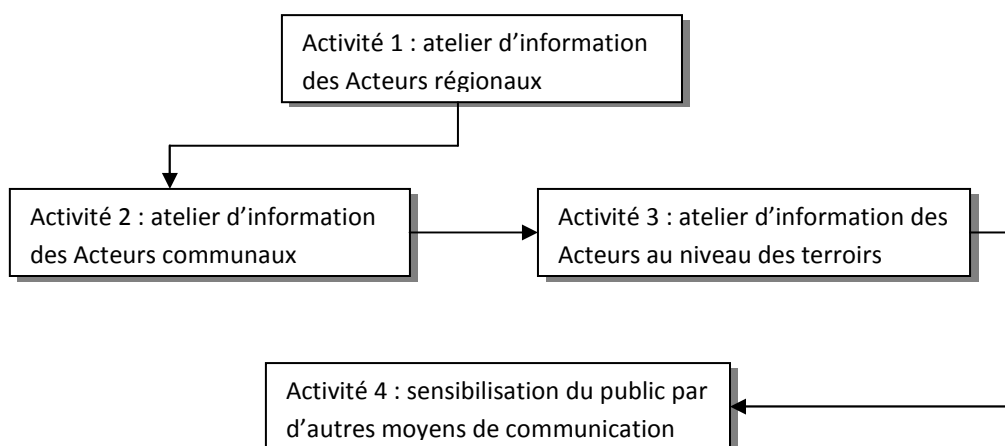 Activité 1 : atelier d’information
des Acteurs régionaux
Activité 2 : atelier d’information
des Acteurs communaux
Activité 3 : atelier d’information des
Acteurs au niveau des terroirs
Activité 4 : sensibilisation du public par
d’autres moyens de communication